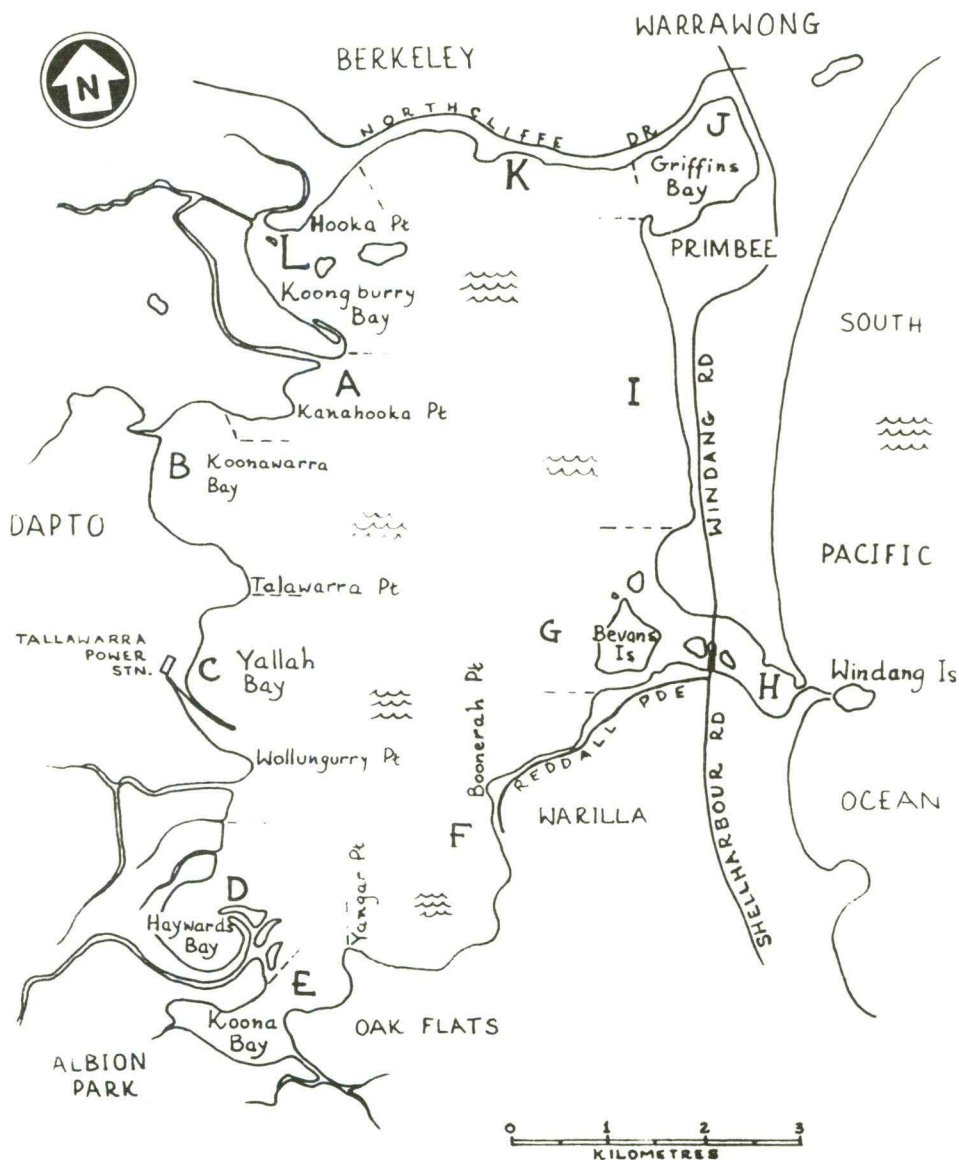 WARRAWONG
BERKELEY
N
NORTHCLIFFE DR
J
K
Griffins
Bay
Hooka Pt
PRIMBEE
L
Koongburry
Bay
SOUTH
A
I
WINDANG RD
Kanahooka Pt
B
Koonawarra
Bay
DAPTO
PACIFIC
Talawarra Pt
TALLAWARRA
POWER
STN.
C
Yallah
Bay
G
Bevans
Is
H
Windang Is
Boonerah Pt
REDDALL PDE
Wollungurry Pt
OCEAN
WARILLA
F
SHELLHARBOUR RD
Yangar Pt
D
Haywards
Bay
E
Koona
Bay
OAK FLATS
ALBION
PARK
0 1 2 3
KILOMETRES